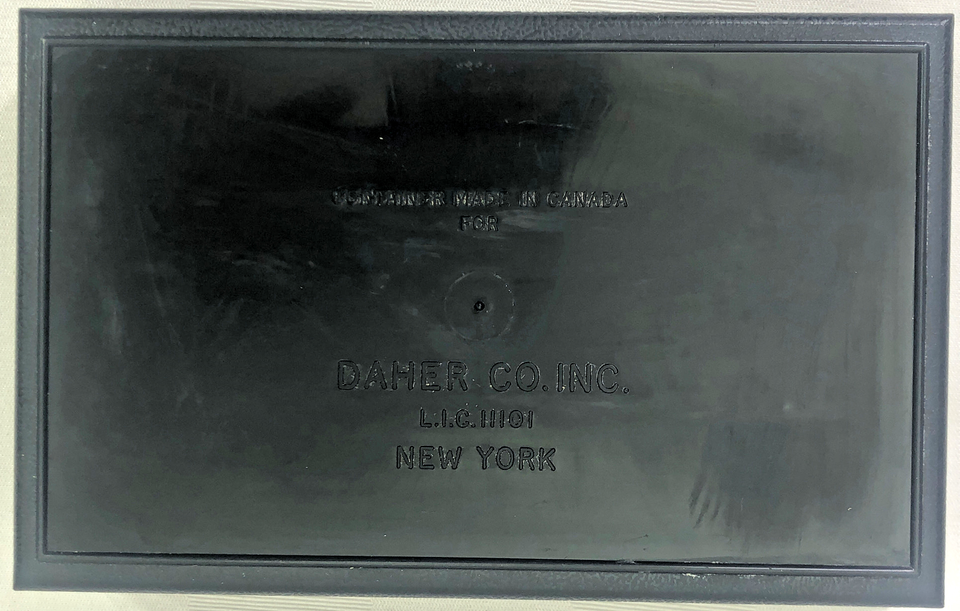 CONTAINER MADE IN CANADA
FOR
DAHER CO. INC.
L.I.C. 11101
NEW YORK